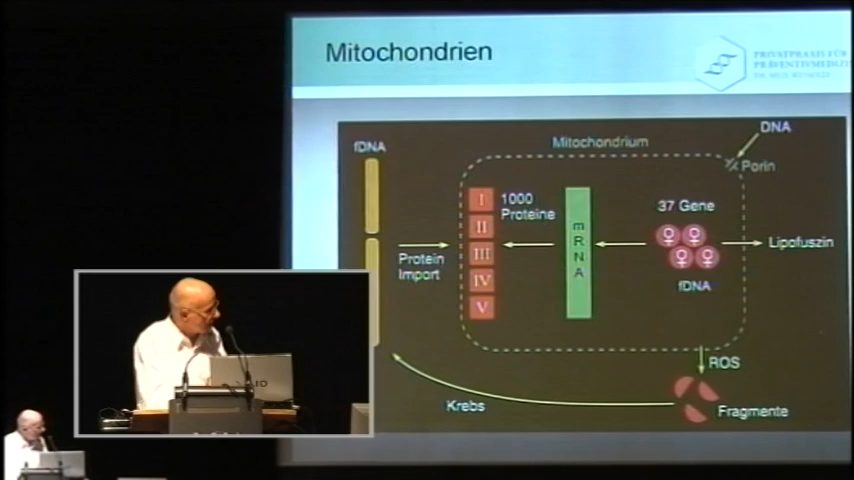 Mitochondrien
PRIVATPRAXIS FÜR
PRÄVENTIVMEDIZIN
fDNA
Mitochondrium
DNA
Porin
I
II
III
IV
V
1000
Proteine
mRNA
37 Gene
fDNA
Lipofuszin
Protein
Import
ROS
Fragmente
Krebs